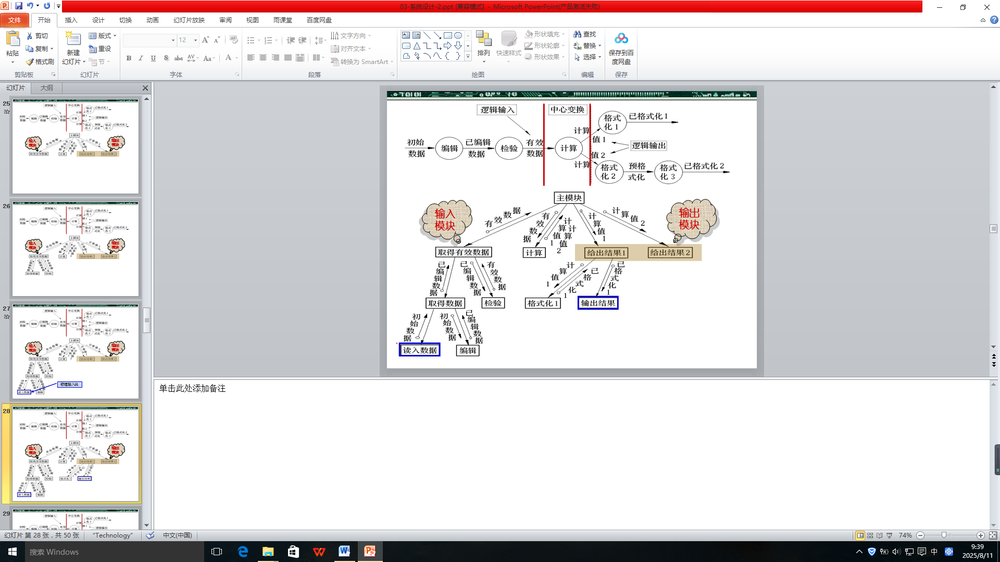 03-系统设计-2.ppt [兼容模式] - Microsoft PowerPoint(产品激活失败)
文件 开始 插入 设计 切换 动画 幻灯片放映 审阅 视图 雨课堂 百度网盘
粘贴
剪切
复制
格式刷
剪贴板
新建
幻灯片
版式
重设
节
幻灯片
12
B I U S abc AV Aa A
字体
文字方向
对齐文本
转换为 SmartArt
段落
排列
快速样式
形状填充
形状轮廓
形状效果
绘图
查找
替换
选择
编辑
保存到百
度网盘
保存
幻灯片 大纲
25
26
27
物理输入端
28
29
逻辑输入
中心变换
初始
数据
编辑
已编辑
数据
检验
有效
数据
计算
计算
值1
计算
值2
格式
化1
已格式化1
逻辑输出
格式
化2
预格
式化
格式
化3
已格式化2
主模块
输入
模块
输出
模块
有效数据
有效数据
计算值1
计算值2
计算值1
计算值2
取得有效数据
计算
给出结果1
给出结果2
已编辑数据
已编辑数据
有效数据
计算值1
已格式化1
已格式化1
取得数据
检验
格式化1
输出结果
初始数据
初始数据
已编辑数据
读入数据
编辑
单击此处添加备注
幻灯片 第 28 张，共 50 张
“Technology”
中文(中国)
74%
搜索 Windows
中
9:39
2025/8/11